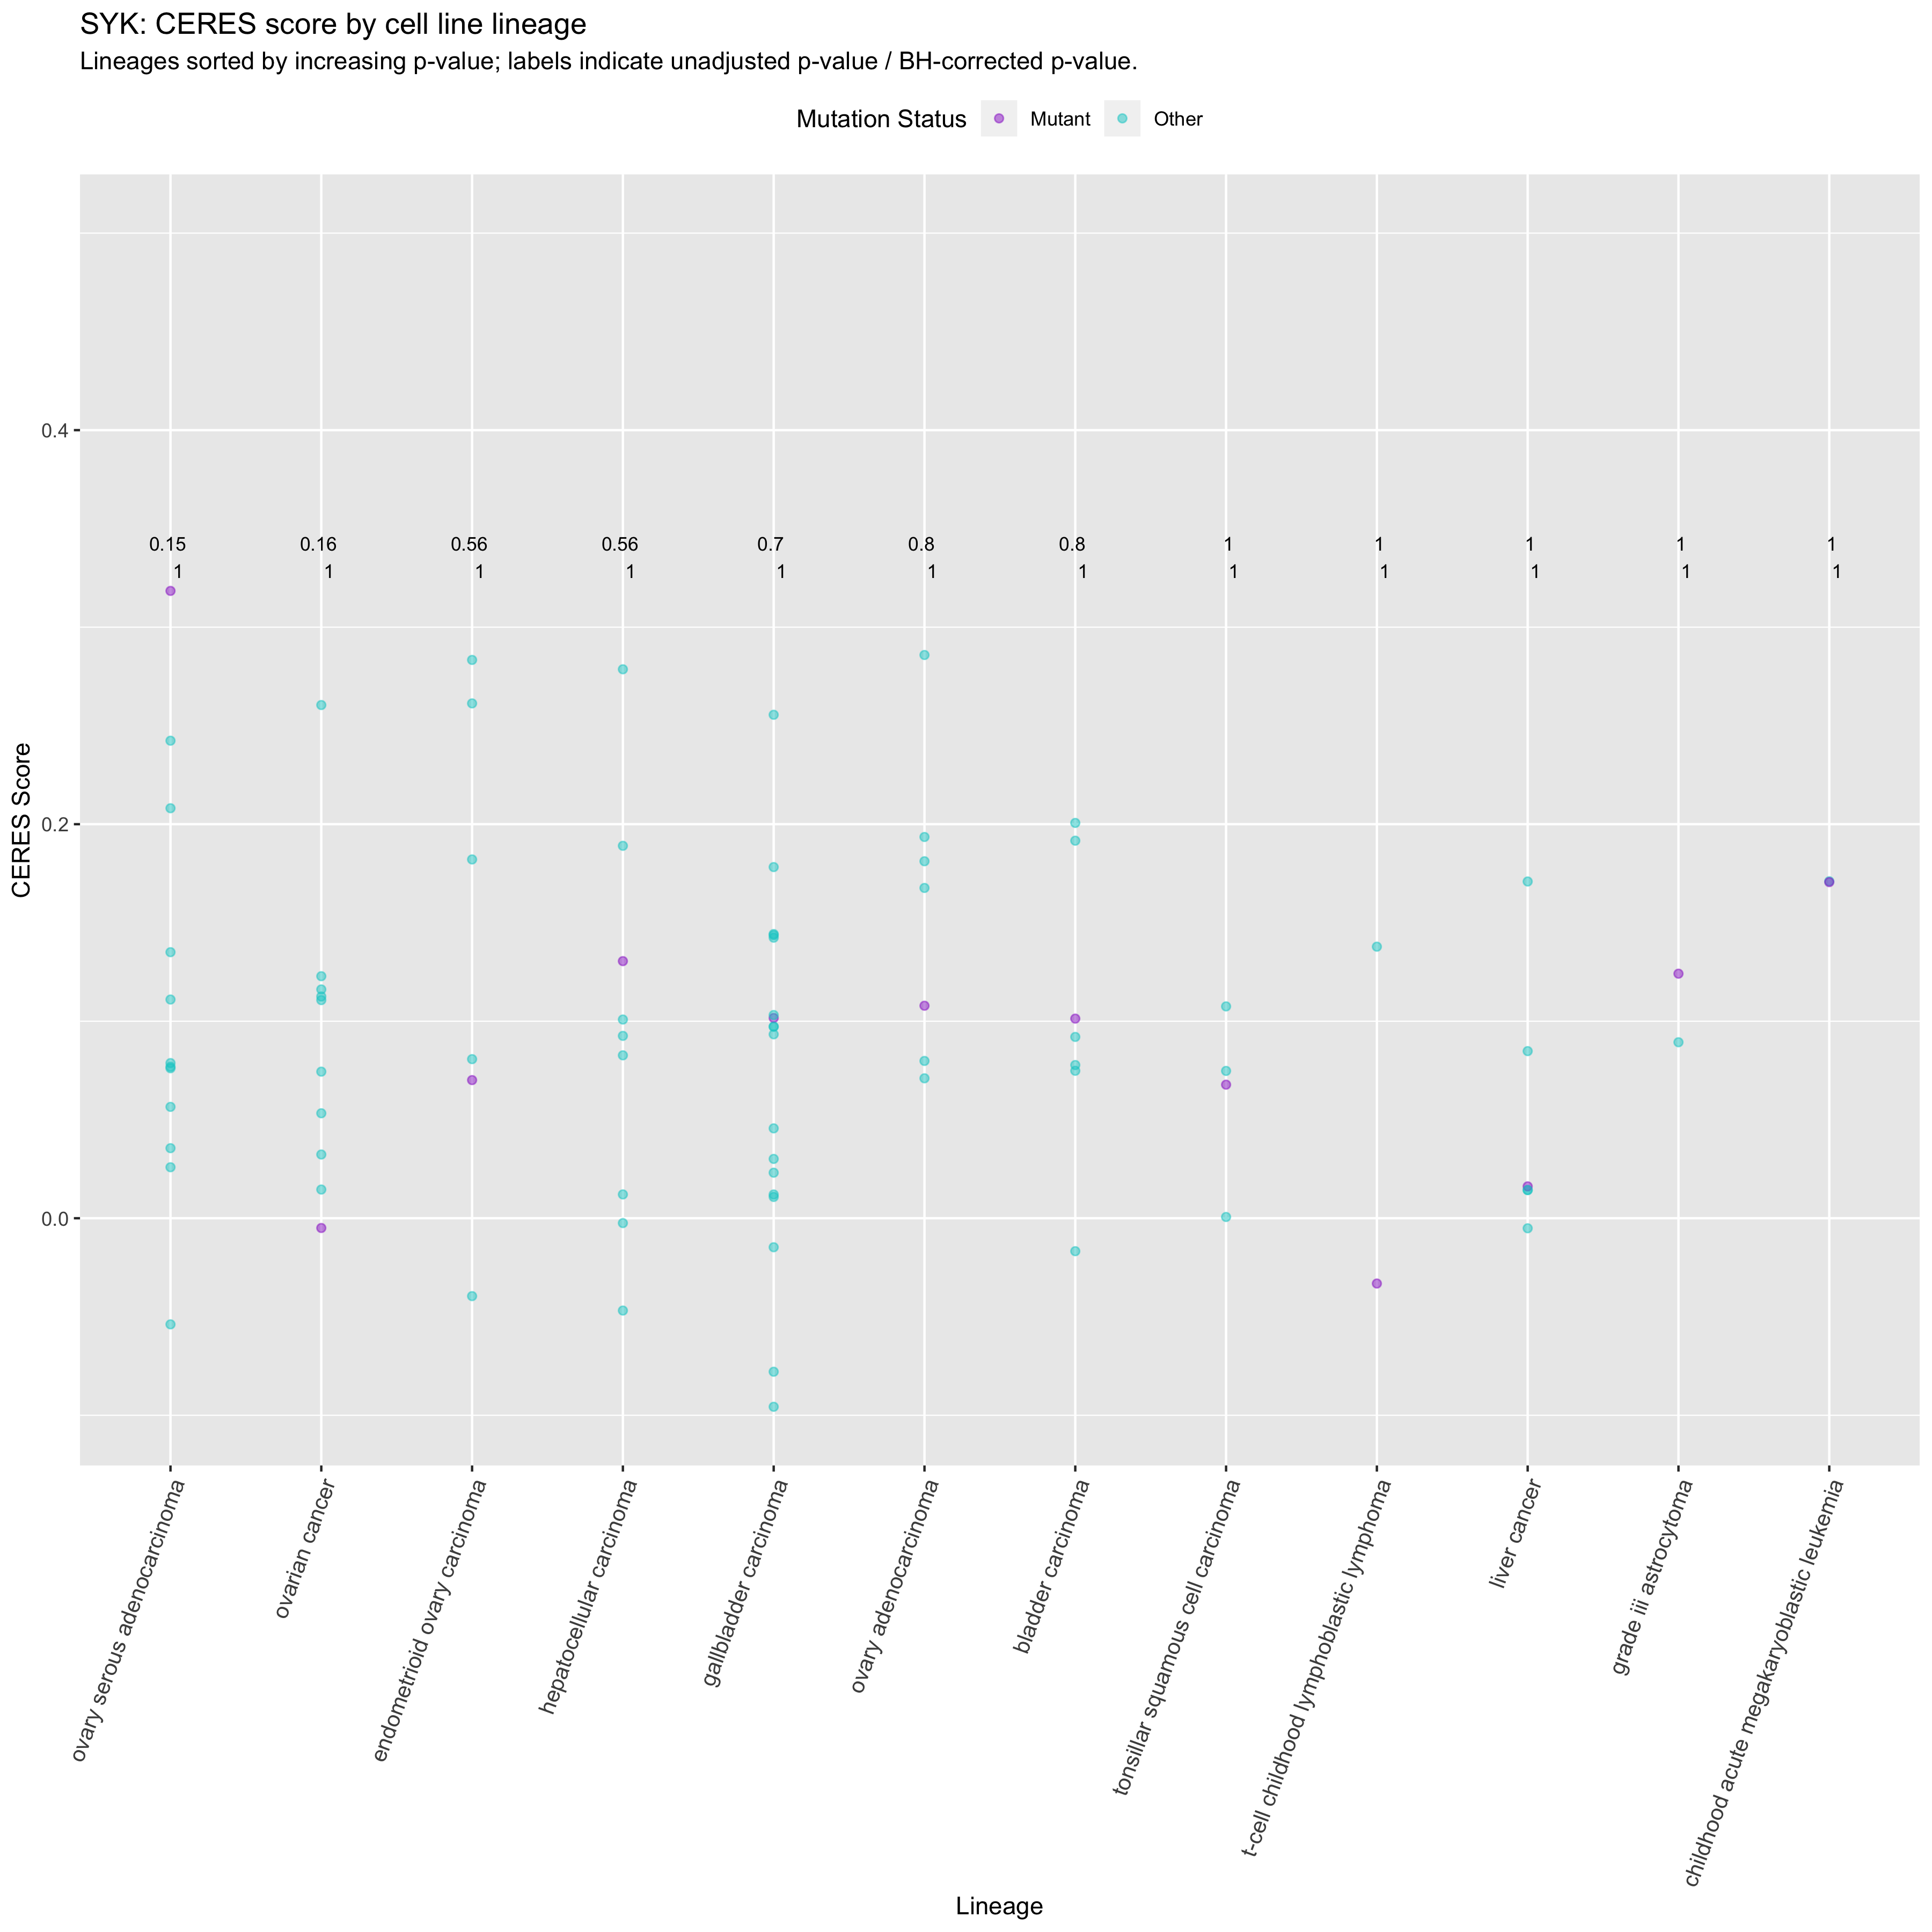 SYK: CERES score by cell line lineage
Lineages sorted by increasing p-value; labels indicate unadjusted p-value / BH-corrected p-value.
Mutation Status Mutant Other
CERES Score
0.4
0.2
0.0
0.15 0.16 0.56 0.56 0.7 0.8 0.8 1 1 1 1 1
1 1 1 1 1 1 1 1 1 1 1 1
ovary serous adenocarcinoma
ovarian cancer
endometrioid ovary carcinoma
hepatocellular carcinoma
gallbladder carcinoma
ovary adenocarcinoma
bladder carcinoma
tonsillar squamous cell carcinoma
t-cell childhood lymphoblastic lymphoma
liver cancer
grade iii astrocytoma
childhood acute megakaryoblastic leukemia
Lineage